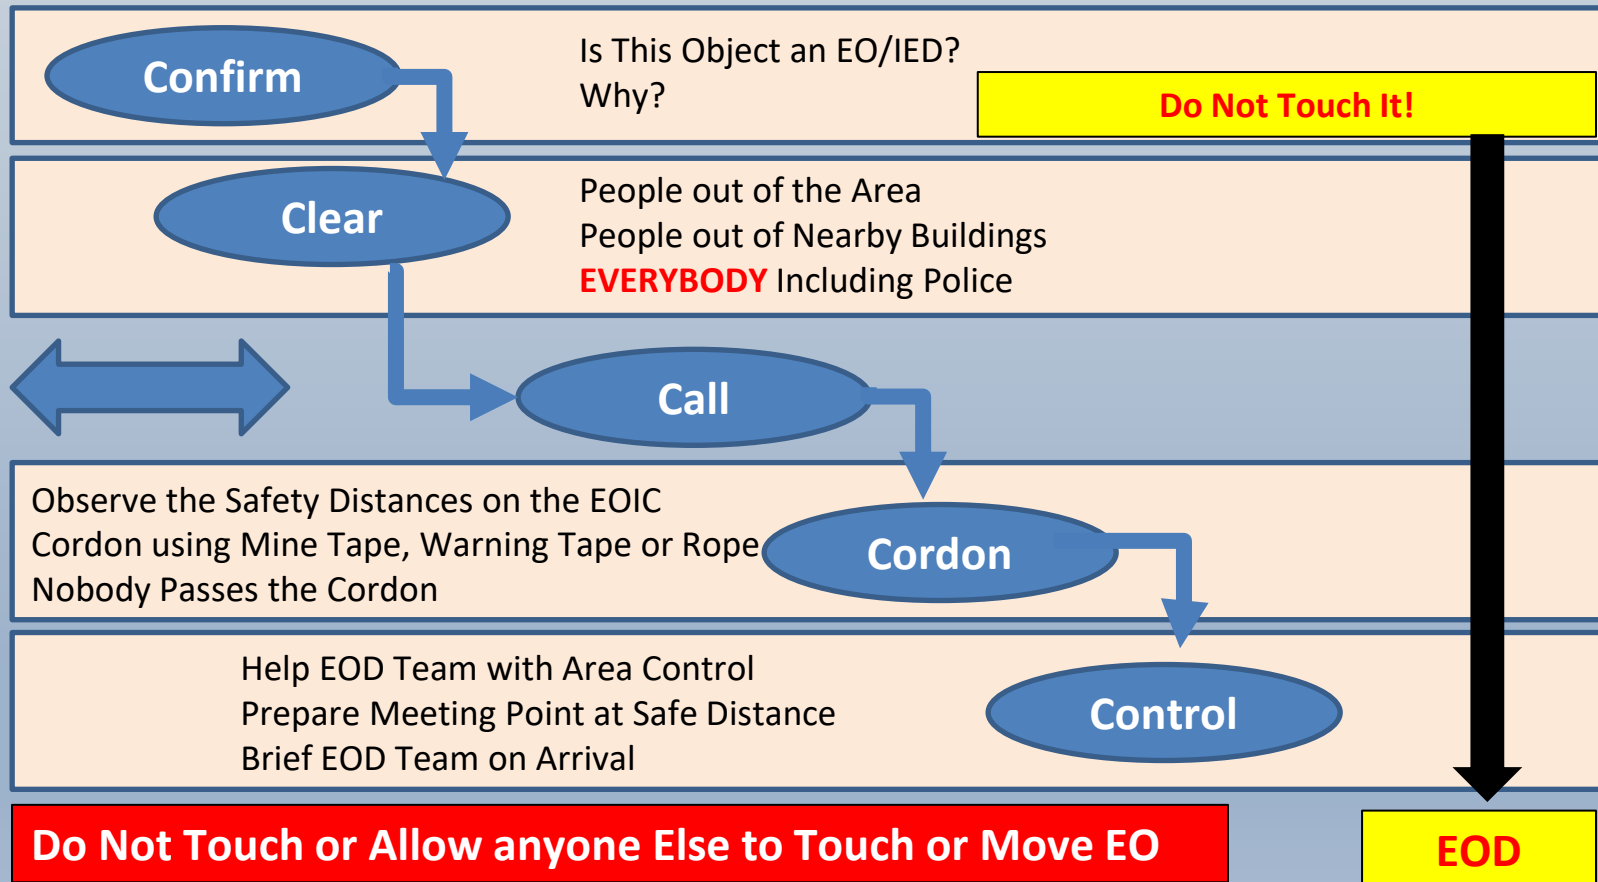 Confirm
Is This Object an EO/IED?
Why?
Do Not Touch It!
Clear
People out of the Area
People out of Nearby Buildings
EVERYBODY Including Police
Call
Observe the Safety Distances on the EOIC
Cordon using Mine Tape, Warning Tape or Rope
Nobody Passes the Cordon
Cordon
Help EOD Team with Area Control
Prepare Meeting Point at Safe Distance
Brief EOD Team on Arrival
Control
Do Not Touch or Allow anyone Else to Touch or Move EO
EOD